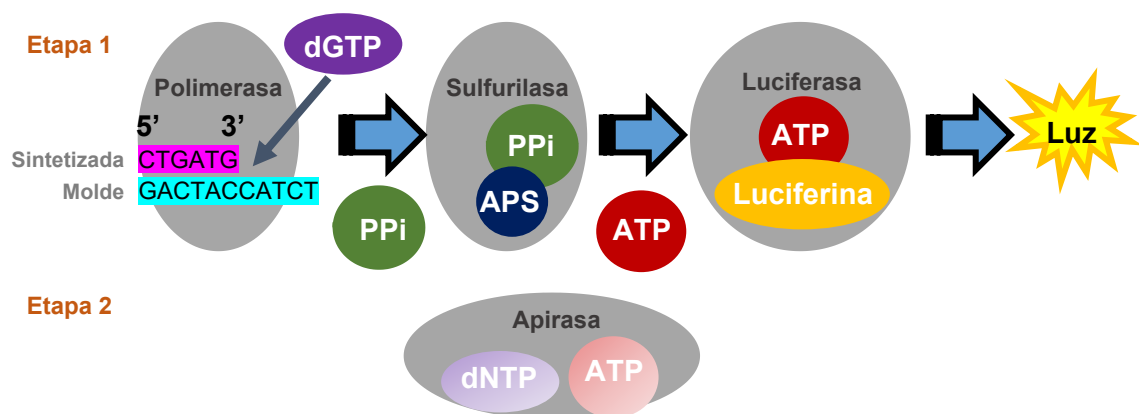 Etapa 1
dGTP
Polimerasa
5’ 3’
Sintetizada CTGATG
Molde GACTACCATCT
PPi
Sulfurilasa
PPi
APS
ATP
Luciferasa
ATP
Luciferina
Luz
Etapa 2
Apirasa
dNTP ATP